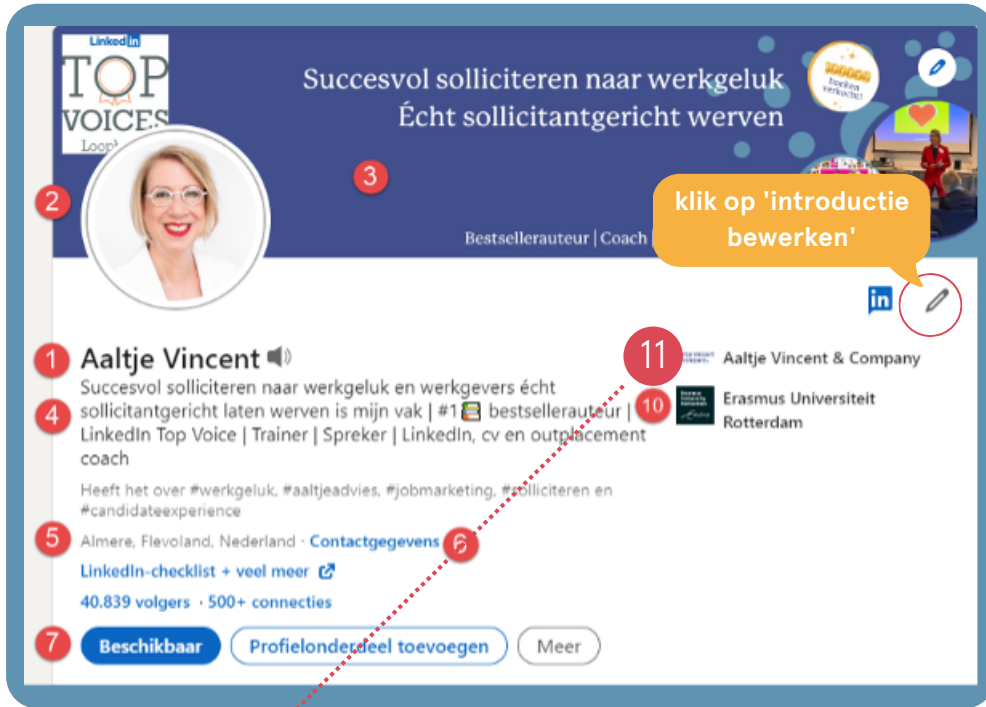 Linked in
TOP
VOICES
Succesvol solliciteren naar werkgeluk
Écht sollicitantgericht werven
300000
boeken
verkocht!
2
3
klik op 'introductie
bewerken'
Bestsellerauteur | Coach |
in
1
Aaltje Vincent
11
Aaltje Vincent & Company
Succesvol solliciteren naar werkgeluk en werkgevers écht
4
sollicitantgericht laten werven is mijn vak | #1 bestsellerauteur |
LinkedIn Top Voice | Trainer | Spreker | LinkedIn, cv en outplacement
coach
10
Erasmus Universiteit
Rotterdam
Heeft het over #werkgeluk, #aaltjeadvies, #jobmarketing, #solliciteren en
#candidateexperience
5
Almere, Flevoland, Nederland · Contactgegevens
6
LinkedIn-checklist + veel meer
40.839 volgers · 500+ connecties
7
Beschikbaar
Profielonderdeel toevoegen
Meer